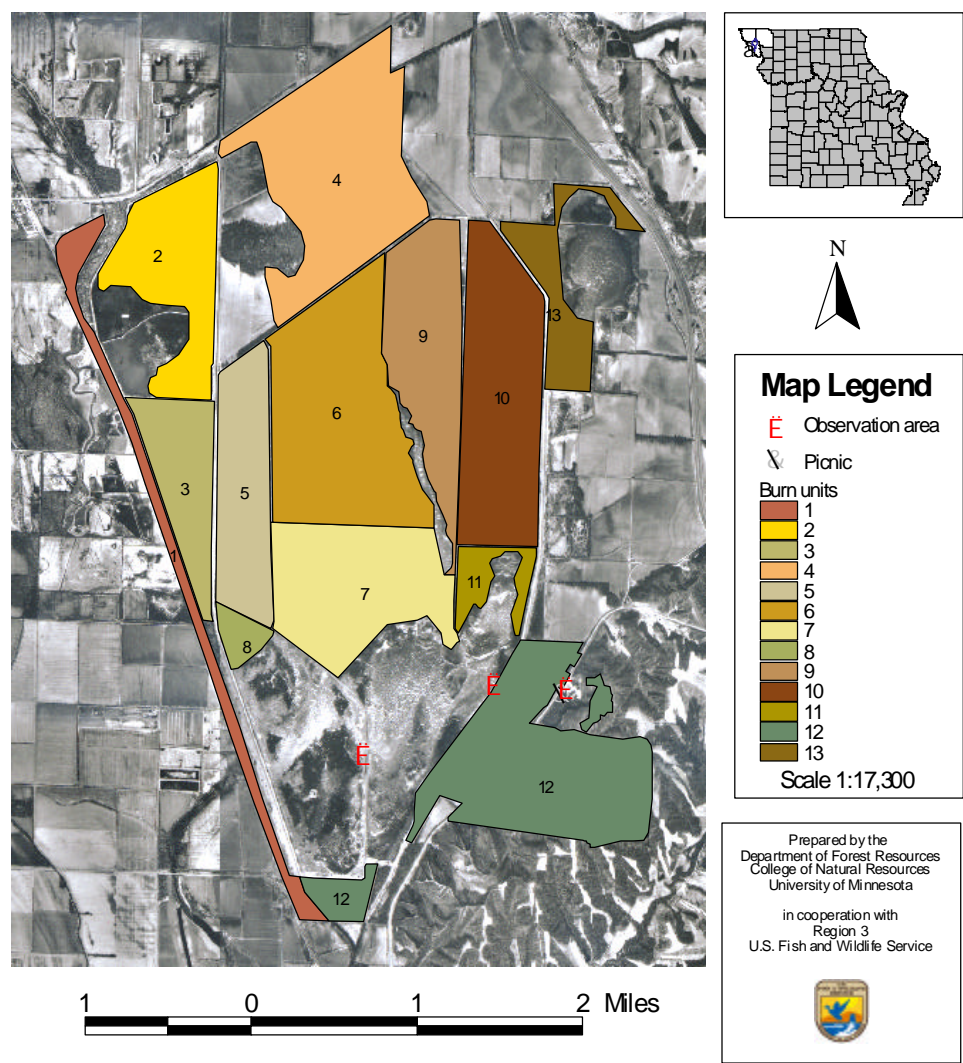 4
2
9
13
10
6
3
5
1
7
11
8
12
12
Ë
Ë
Ë
N
Map Legend
Ë Observation area
& Picnic
Burn units
1
2
3
4
5
6
7
8
9
10
11
12
13
Scale 1:17,300
Prepared by the
Department of Forest Resources
College of Natural Resources
University of Minnesota
in cooperation with
Region 3
U.S. Fish and Wildlife Service
1 0 1 2 Miles